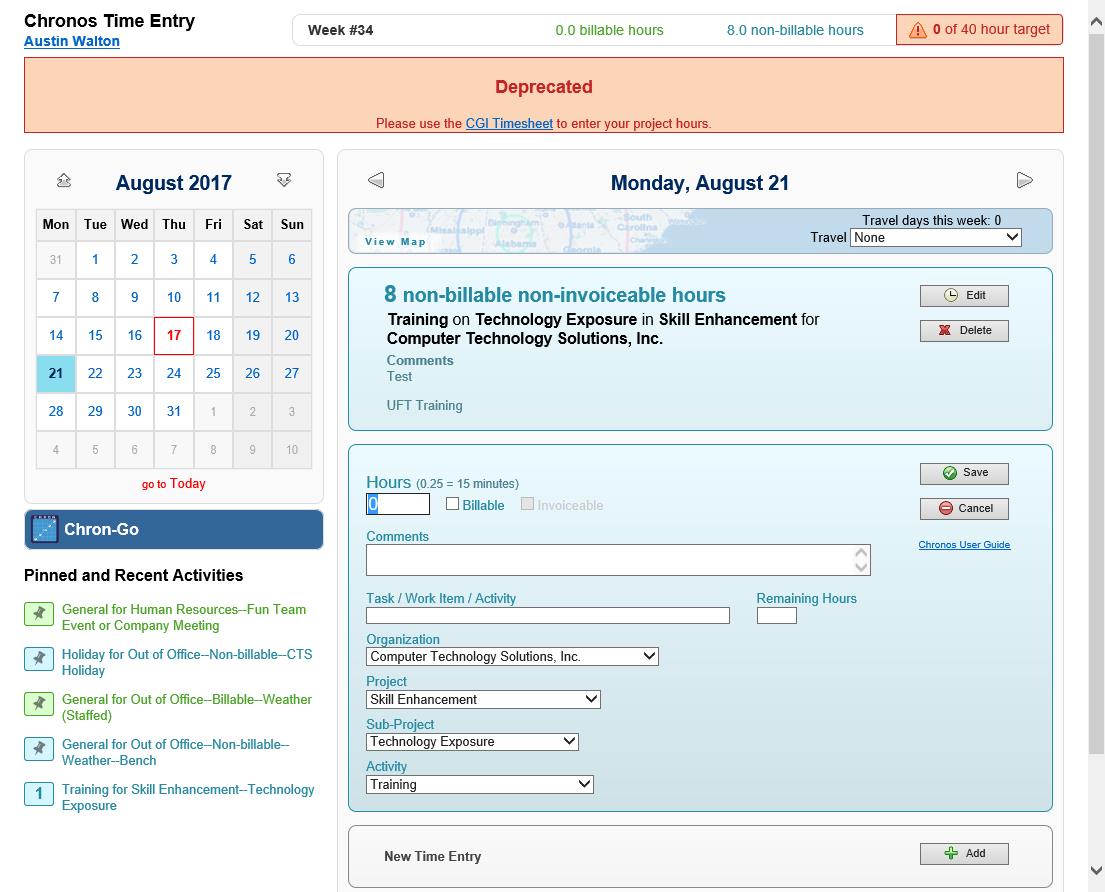 Chronos Time Entry
Austin Walton
Week #34
0.0 billable hours
8.0 non-billable hours
0 of 40 hour target
Deprecated
Please use the CGI Timesheet to enter your project hours.
August 2017
Mon Tue Wed Thu Fri Sat Sun
31 1 2 3 4 5 6
7 8 9 10 11 12 13
14 15 16 17 18 19 20
21 22 23 24 25 26 27
28 29 30 31 1 2 3
4 5 6 7 8 9 10
go to Today
Chron-Go
Pinned and Recent Activities
General for Human Resources--Fun Team
Event or Company Meeting
Holiday for Out of Office--Non-billable--CTS
Holiday
General for Out of Office--Billable--Weather
(Staffed)
General for Out of Office--Non-billable--
Weather--Bench
1
Training for Skill Enhancement--Technology
Exposure
Monday, August 21
View Map
Mississippi
Birmingham
Alabama
Atlanta
Georgia
South
Carolina
Travel days this week: 0
Travel None
8 non-billable non-invoiceable hours
Training on Technology Exposure in Skill Enhancement for
Computer Technology Solutions, Inc.
Comments
Test
UFT Training
Edit
Delete
Hours (0.25 = 15 minutes)
0
Billable
Invoiceable
Save
Cancel
Chronos User Guide
Comments
Task / Work Item / Activity
Remaining Hours
Organization
Computer Technology Solutions, Inc.
Project
Skill Enhancement
Sub-Project
Technology Exposure
Activity
Training
New Time Entry
Add